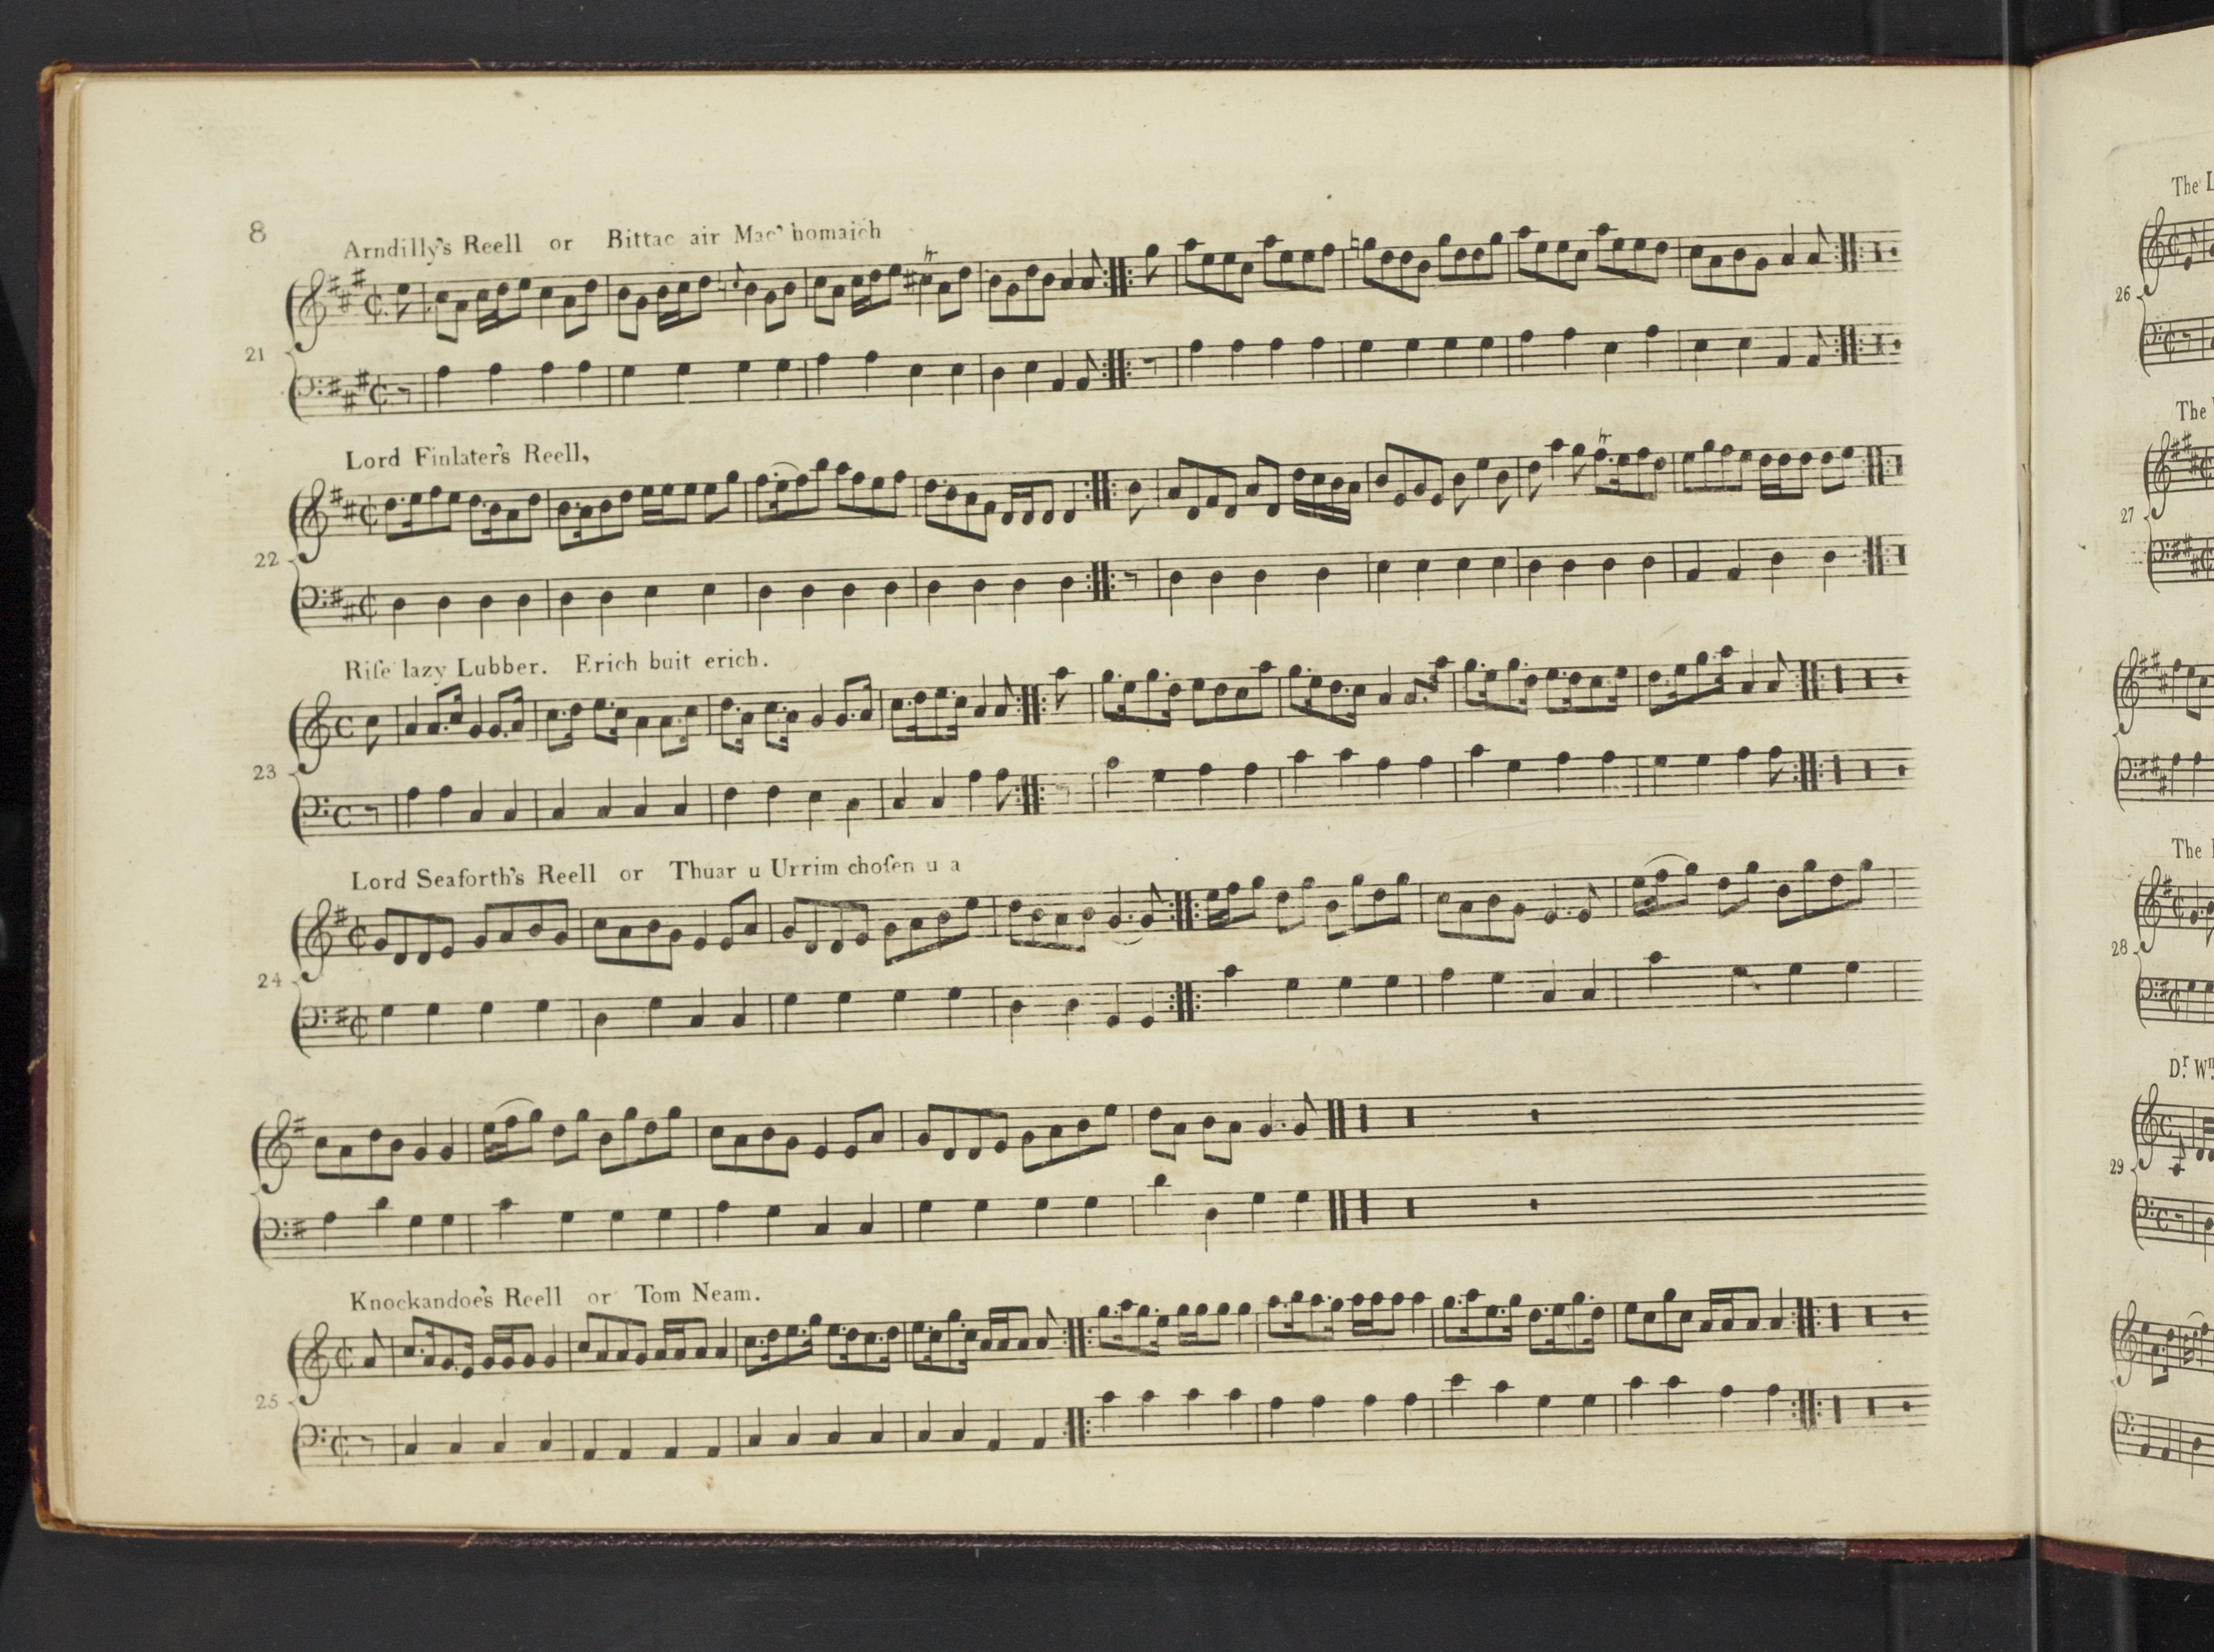 8
Arndilly's Reell or Bittac air Mac' homaich
21
Lord Finlater's Reell,
22
Riſe lazy Lubber. Erich buit erich.
23
Lord Seaforth's Reell or Thuar u Urrim choſen u a
24
Knockandoe's Reell or Tom Neam.
25
The
26
The
27
The
28
Dr. Wm
29